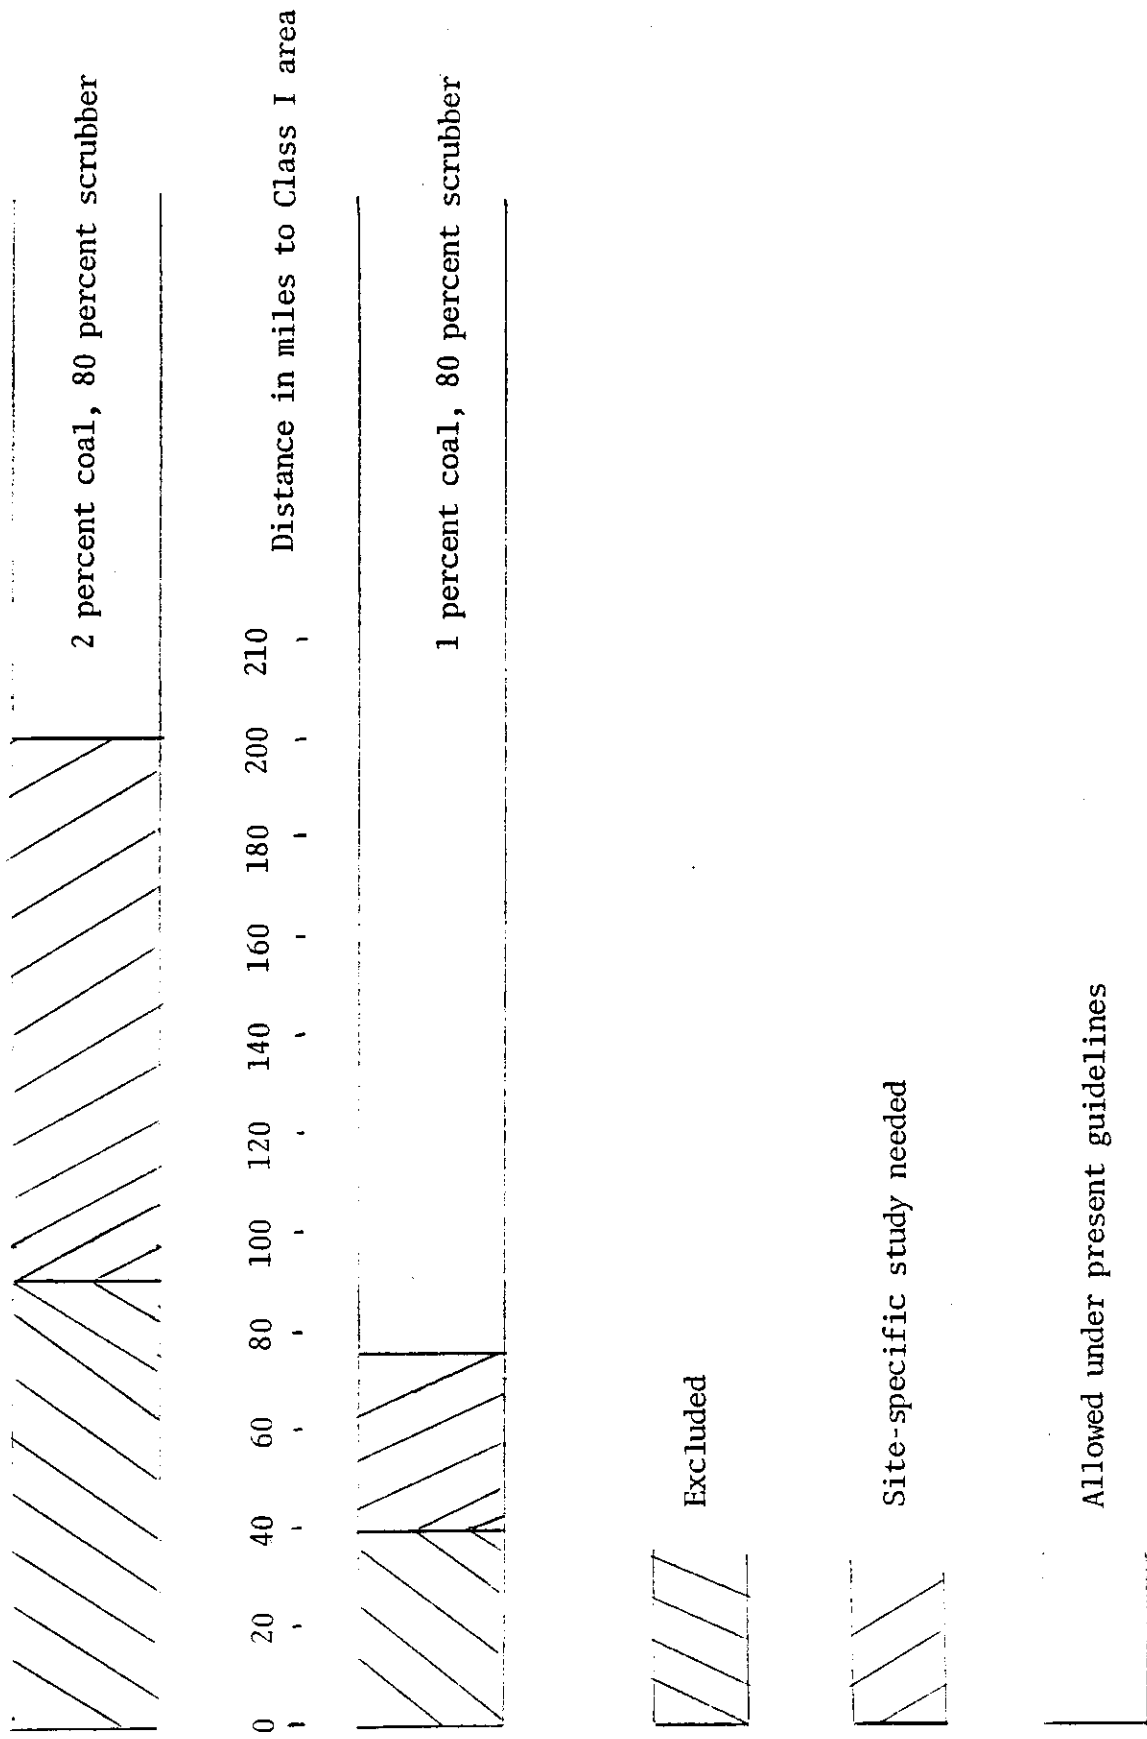 2 percent coal, 80 percent scrubber
0 20 40 60 80 100 120 140 160 180 200 210
Distance in miles to Class I area
1 percent coal, 80 percent scrubber
Excluded
Site-specific study needed
Allowed under present guidelines